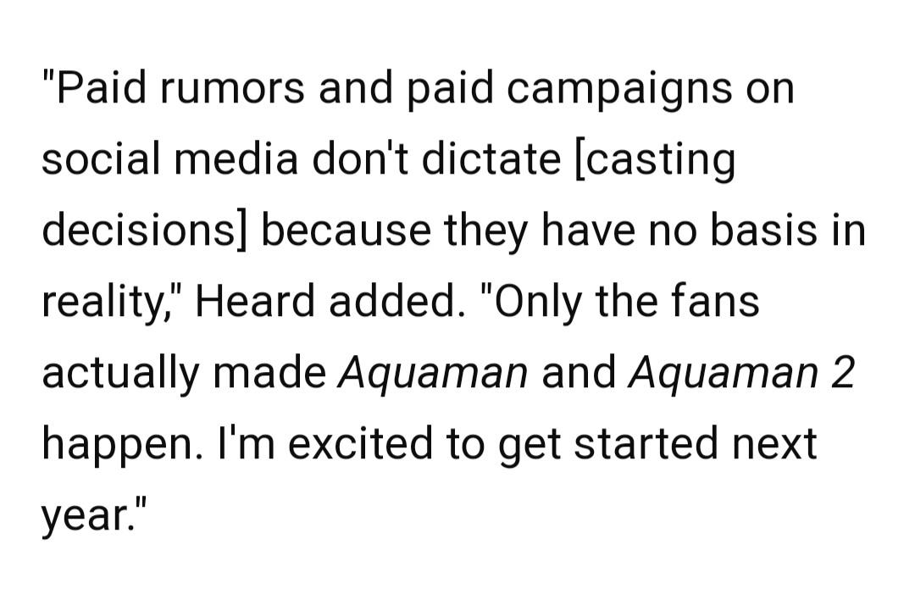 "Paid rumors and paid campaigns on
social media don't dictate [casting
decisions] because they have no basis in
reality," Heard added. "Only the fans
actually made Aquaman and Aquaman 2
happen. I'm excited to get started next
year."